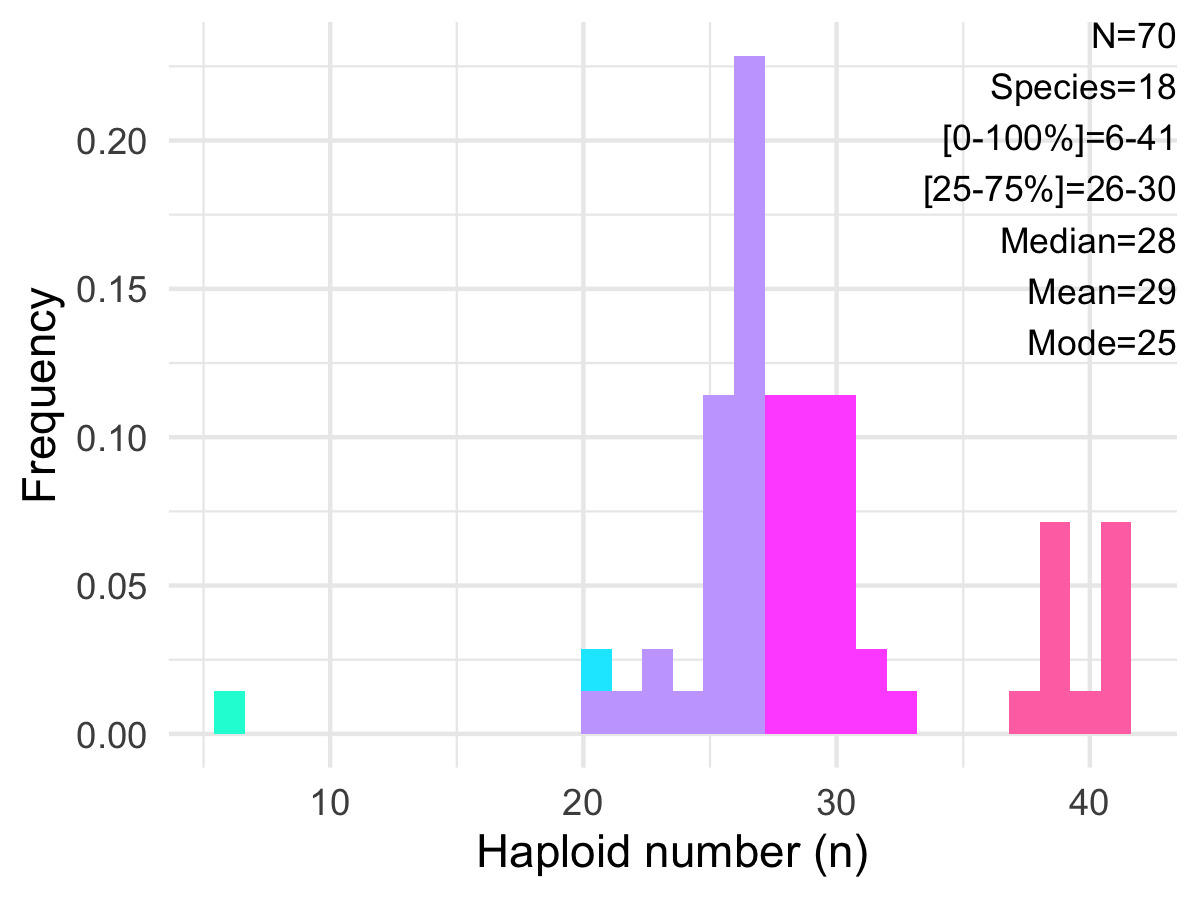 N=70
Species=18
[0-100%]=6-41
[25-75%]=26-30
Median=28
Mean=29
Mode=25
Frequency
0.20
0.15
0.10
0.05
0.00
10 20 30 40
Haploid number (n)